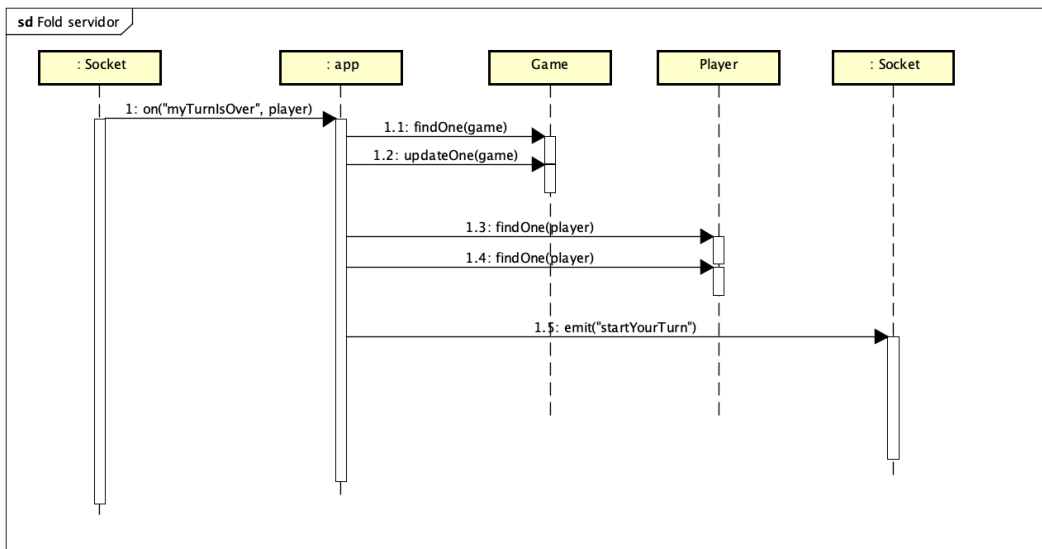 sd Fold servidor
: Socket
: app
Game
Player
: Socket
1: on("myTurnIsOver", player)
1.1: findOne(game)
1.2: updateOne(game)
1.3: findOne(player)
1.4: findOne(player)
1.5: emit("startYourTurn")